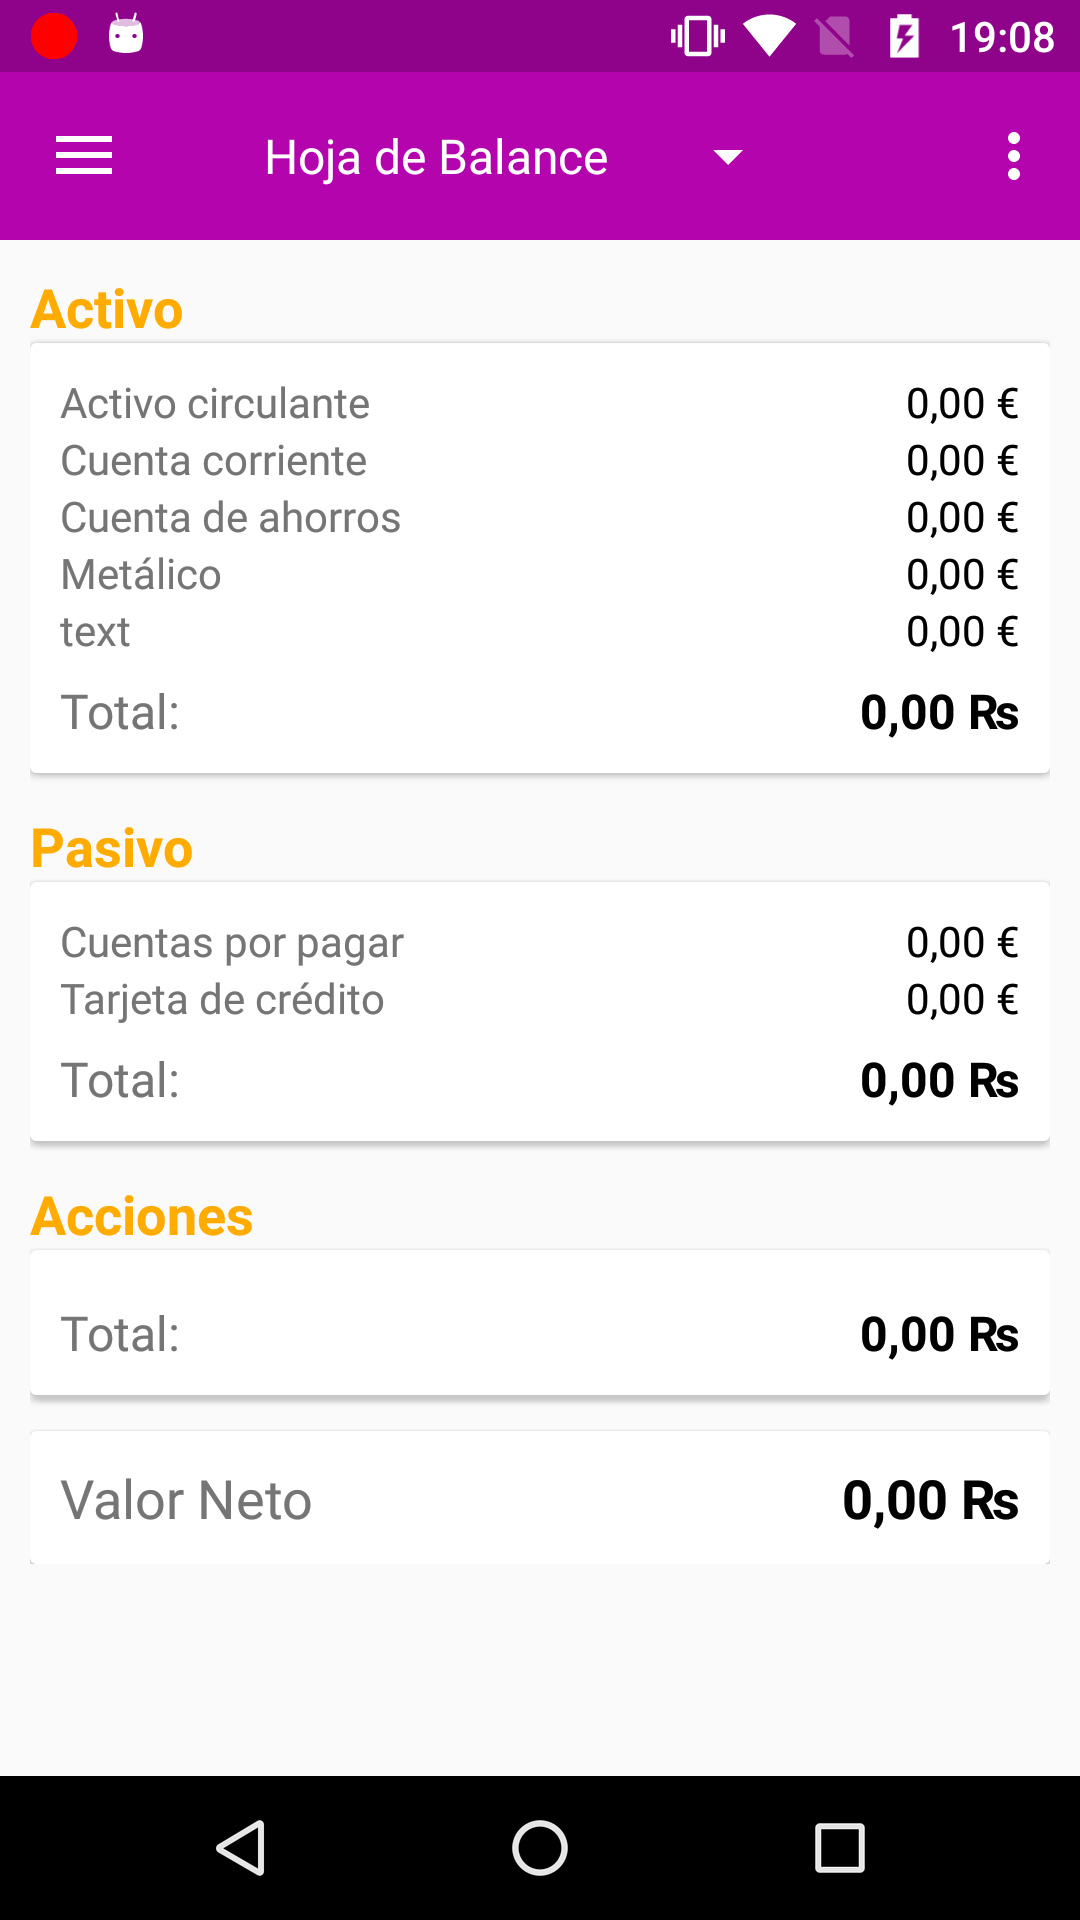 19:08
Hoja de Balance
Activo
Activo circulante 0,00 €
Cuenta corriente 0,00 €
Cuenta de ahorros 0,00 €
Metálico 0,00 €
text 0,00 €
Total: 0,00 ₨
Pasivo
Cuentas por pagar 0,00 €
Tarjeta de crédito 0,00 €
Total: 0,00 ₨
Acciones
Total: 0,00 ₨
Valor Neto 0,00 ₨